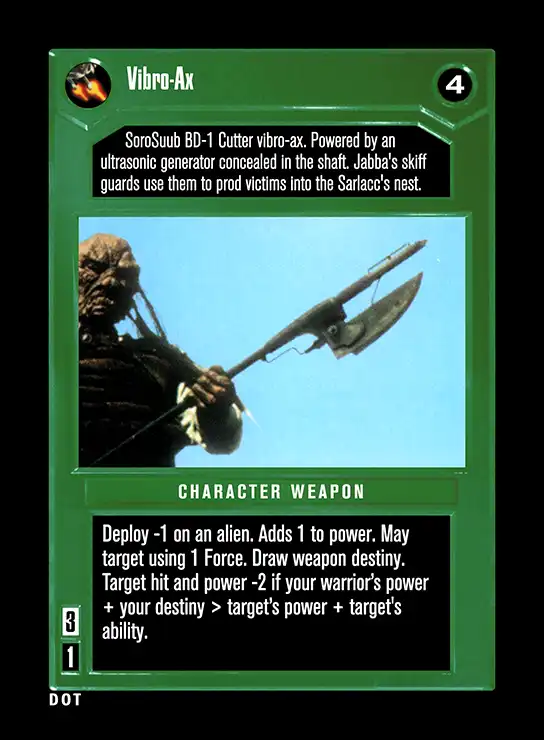 Vibro-Ax
4
SoroSuub BD-1 Cutter vibro-ax. Powered by an
ultrasonic generator concealed in the shaft. Jabba's skiff
guards use them to prod victims into the Sarlacc's nest.
CHARACTER WEAPON
Deploy -1 on an alien. Adds 1 to power. May
target using 1 Force. Draw weapon destiny.
Target hit and power -2 if your warrior's power
+ your destiny > target's power + target's
ability.
3
1
DOT